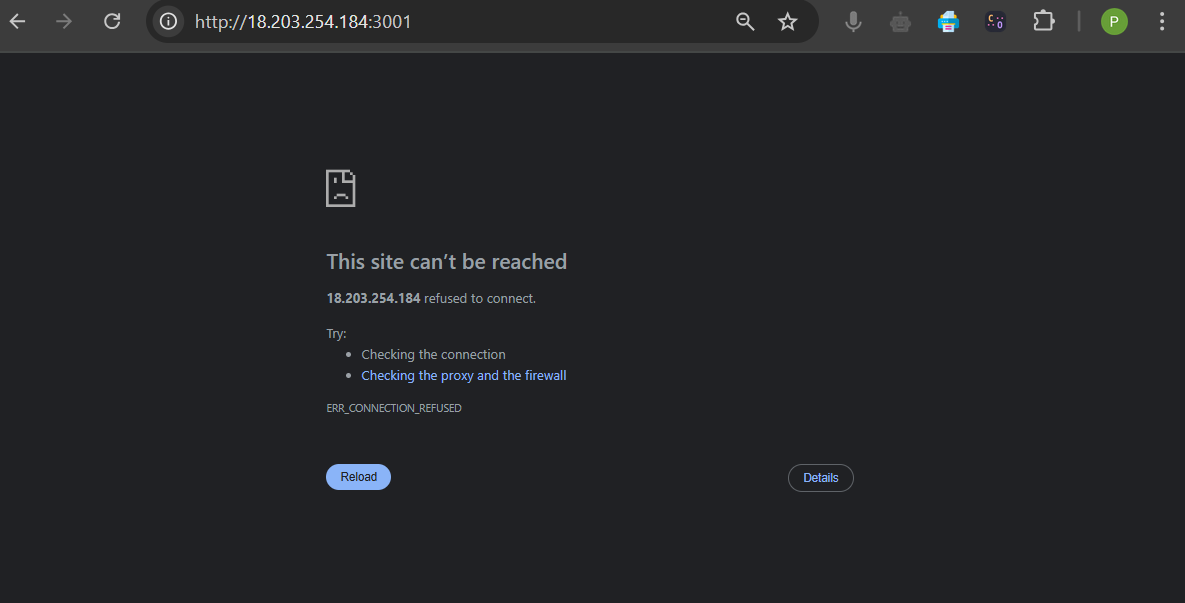 http://18.203.254.184:3001
P
This site can’t be reached
18.203.254.184 refused to connect.
Try:
• Checking the connection
• Checking the proxy and the firewall
ERR_CONNECTION_REFUSED
Reload
Details